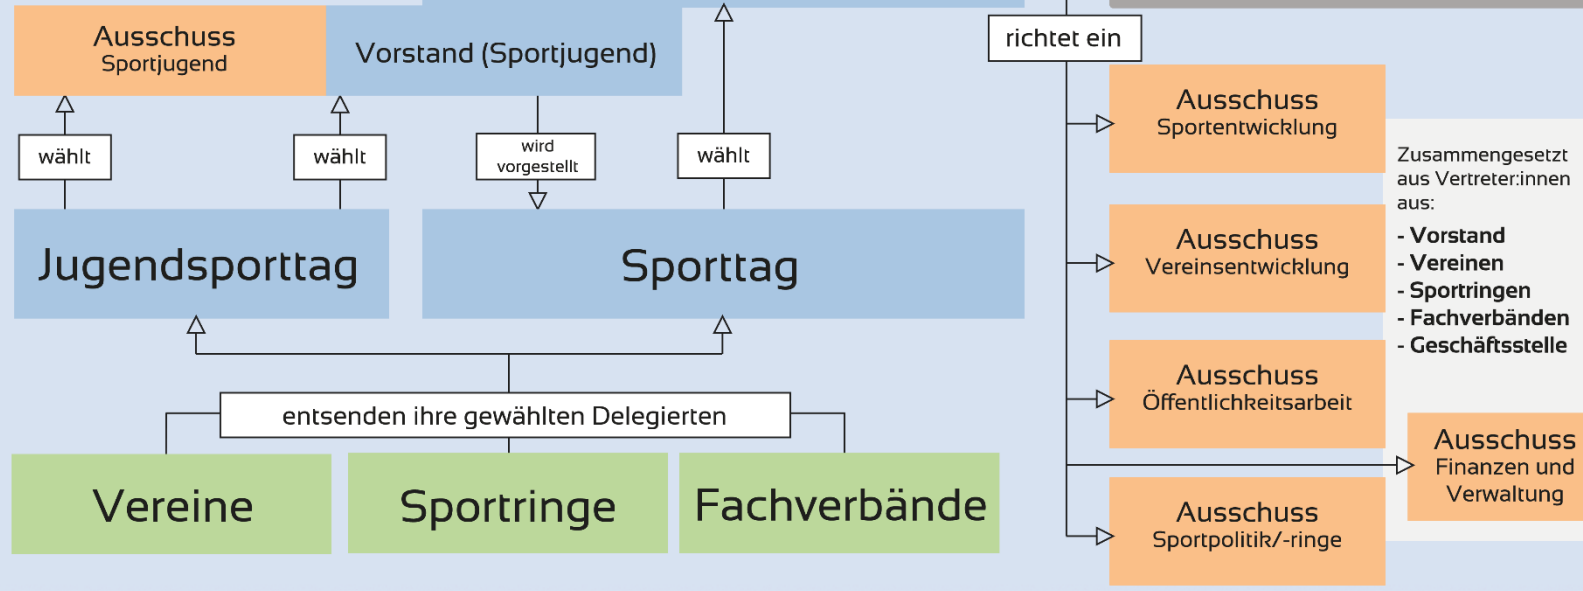 Ausschuss
Sportjugend
Vorstand (Sportjugend)
richtet ein
wählt
wählt
wird
vorgestellt
wählt
Jugendsporttag
Sporttag
entsenden ihre gewählten Delegierten
Vereine
Sportringe
Fachverbände
Ausschuss
Sportentwicklung
Ausschuss
Vereinsentwicklung
Ausschuss
Öffentlichkeitsarbeit
Ausschuss
Sportpolitik/-ringe
Zusammengesetzt
aus Vertreter:innen
aus:
- Vorstand
- Vereinen
- Sportringen
- Fachverbänden
- Geschäftsstelle
Ausschuss
Finanzen und
Verwaltung